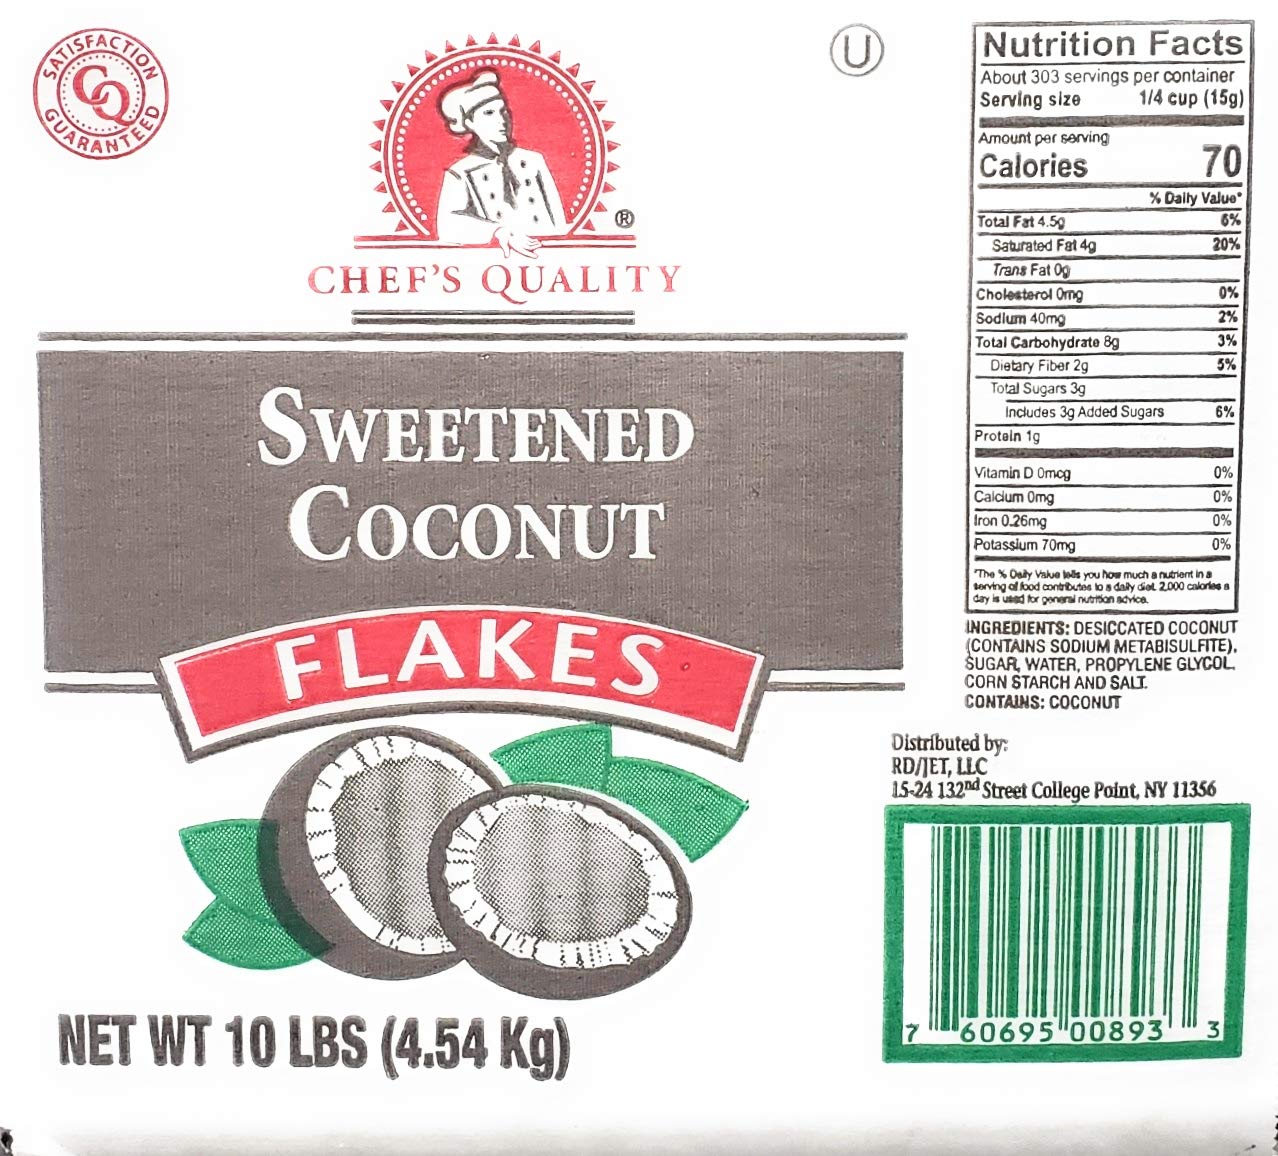 SATISFACTION
CQ
GUARANTEED
U
®
CHEF'S QUALITY
SWEETENED
COCONUT
FLAKES
NET WT 10 LBS (4.54 Kg)
Nutrition Facts
About 303 servings per container
Serving size 1/4 cup (15g)
Amount per serving
Calories 70
% Daily Value*
Total Fat 4.5g 6%
Saturated Fat 4g 20%
Trans Fat 0g
Cholesterol 0mg 0%
Sodium 40mg 2%
Total Carbohydrate 8g 3%
Dietary Fiber 2g 5%
Total Sugars 3g
Includes 3g Added Sugars 6%
Protein 1g
Vitamin D 0mcg 0%
Calcium 0mg 0%
Iron 0.26mg 0%
Potassium 70mg 0%
*The % Daily Value tells you how much a nutrient in a
serving of food contributes to a daily diet. 2,000 calories a
day is used for general nutrition advice.
INGREDIENTS: DESICCATED COCONUT
(CONTAINS SODIUM METABISULFITE),
SUGAR, WATER, PROPYLENE GLYCOL,
CORN STARCH AND SALT.
CONTAINS: COCONUT
Distributed by:
RD/JET, LLC
15-24 132nd Street College Point, NY 11356
7 60695 00893 3